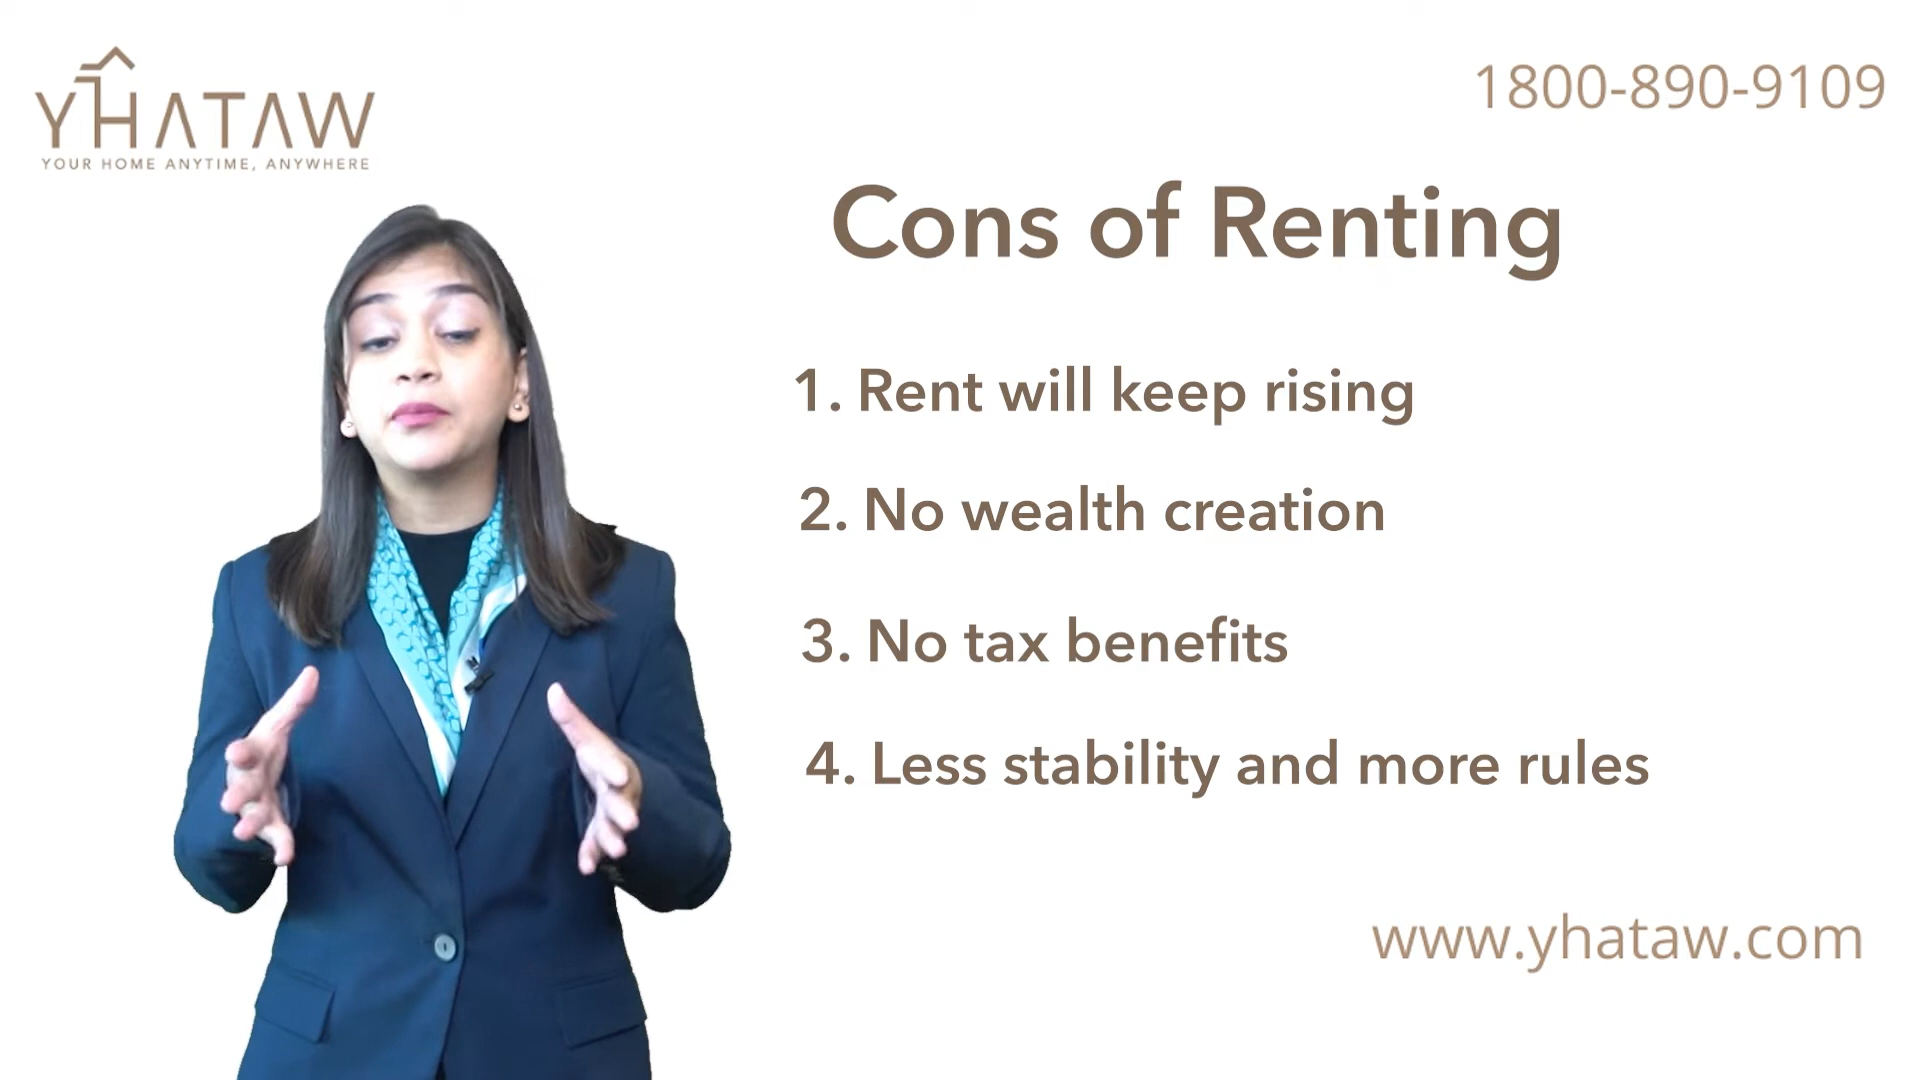 YHATAW
YOUR HOME ANYTIME, ANYWHERE
1800-890-9109
Cons of Renting
1. Rent will keep rising
2. No wealth creation
3. No tax benefits
4. Less stability and more rules
www.yhataw.com